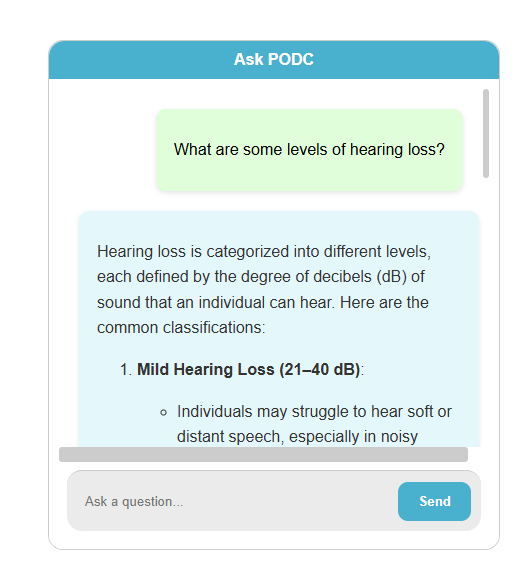 Ask PODC
What are some levels of hearing loss?
Hearing loss is categorized into different levels,
each defined by the degree of decibels (dB) of
sound that an individual can hear. Here are the
common classifications:
1. Mild Hearing Loss (21–40 dB):
◦ Individuals may struggle to hear soft or
distant speech, especially in noisy
Ask a question...
Send